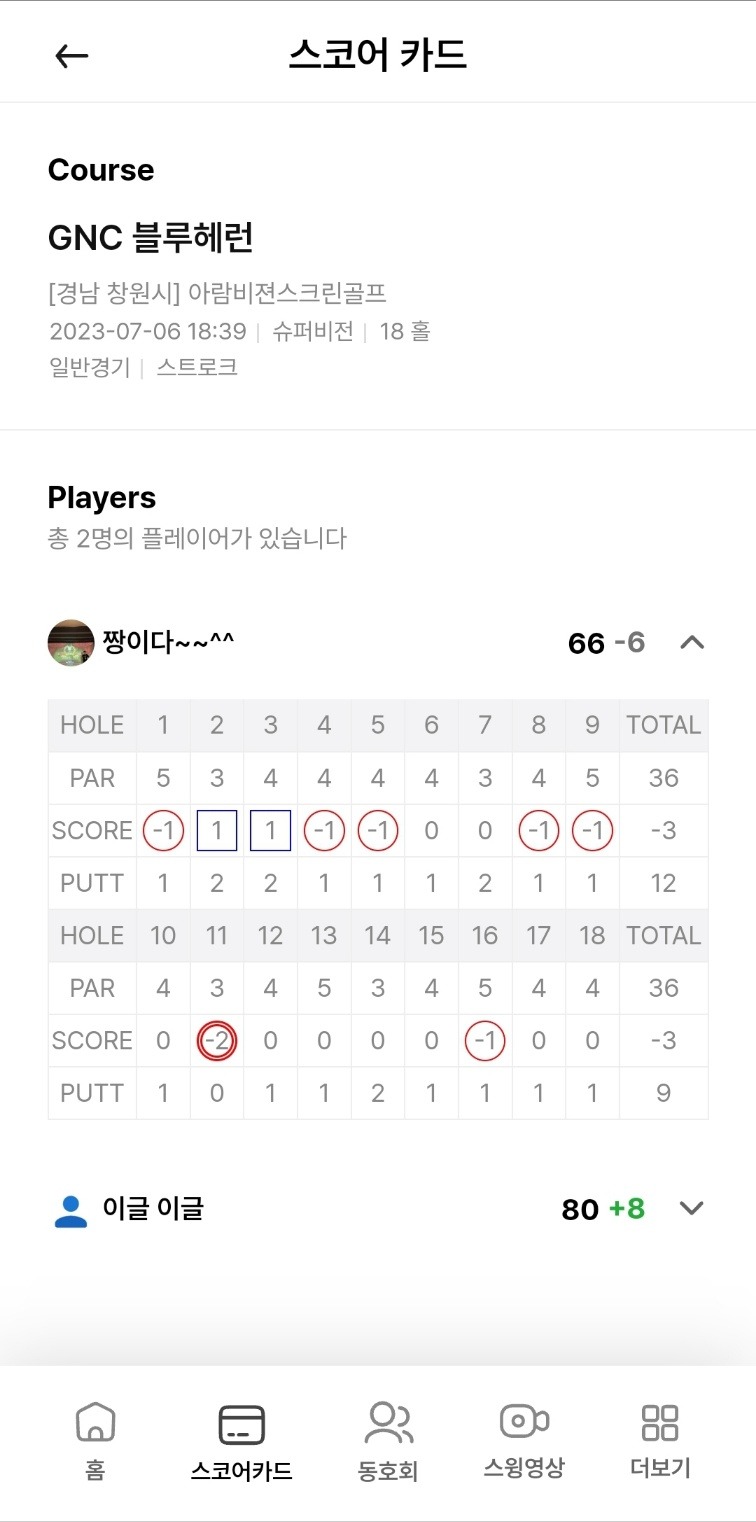 스코어 카드
Course
GNC 블루헤런
[경남 창원시] 아람비젼스크린골프
2023-07-06 18:39 | 슈퍼비전 | 18 홀
일반경기 | 스트로크
Players
총 2명의 플레이어가 있습니다
짱이다~~^^ 66 -6
HOLE 1 2 3 4 5 6 7 8 9 TOTAL
PAR 5 3 4 4 4 4 3 4 5 36
SCORE -1 1 1 -1 -1 0 0 -1 -1 -3
PUTT 1 2 2 1 1 1 2 1 1 12
HOLE 10 11 12 13 14 15 16 17 18 TOTAL
PAR 4 3 4 5 3 4 5 4 4 36
SCORE 0 -2 0 0 0 0 -1 0 0 -3
PUTT 1 0 1 1 2 1 1 1 1 9
이글 이글 80 +8
홈 스코어카드 동호회 스윙영상 더보기